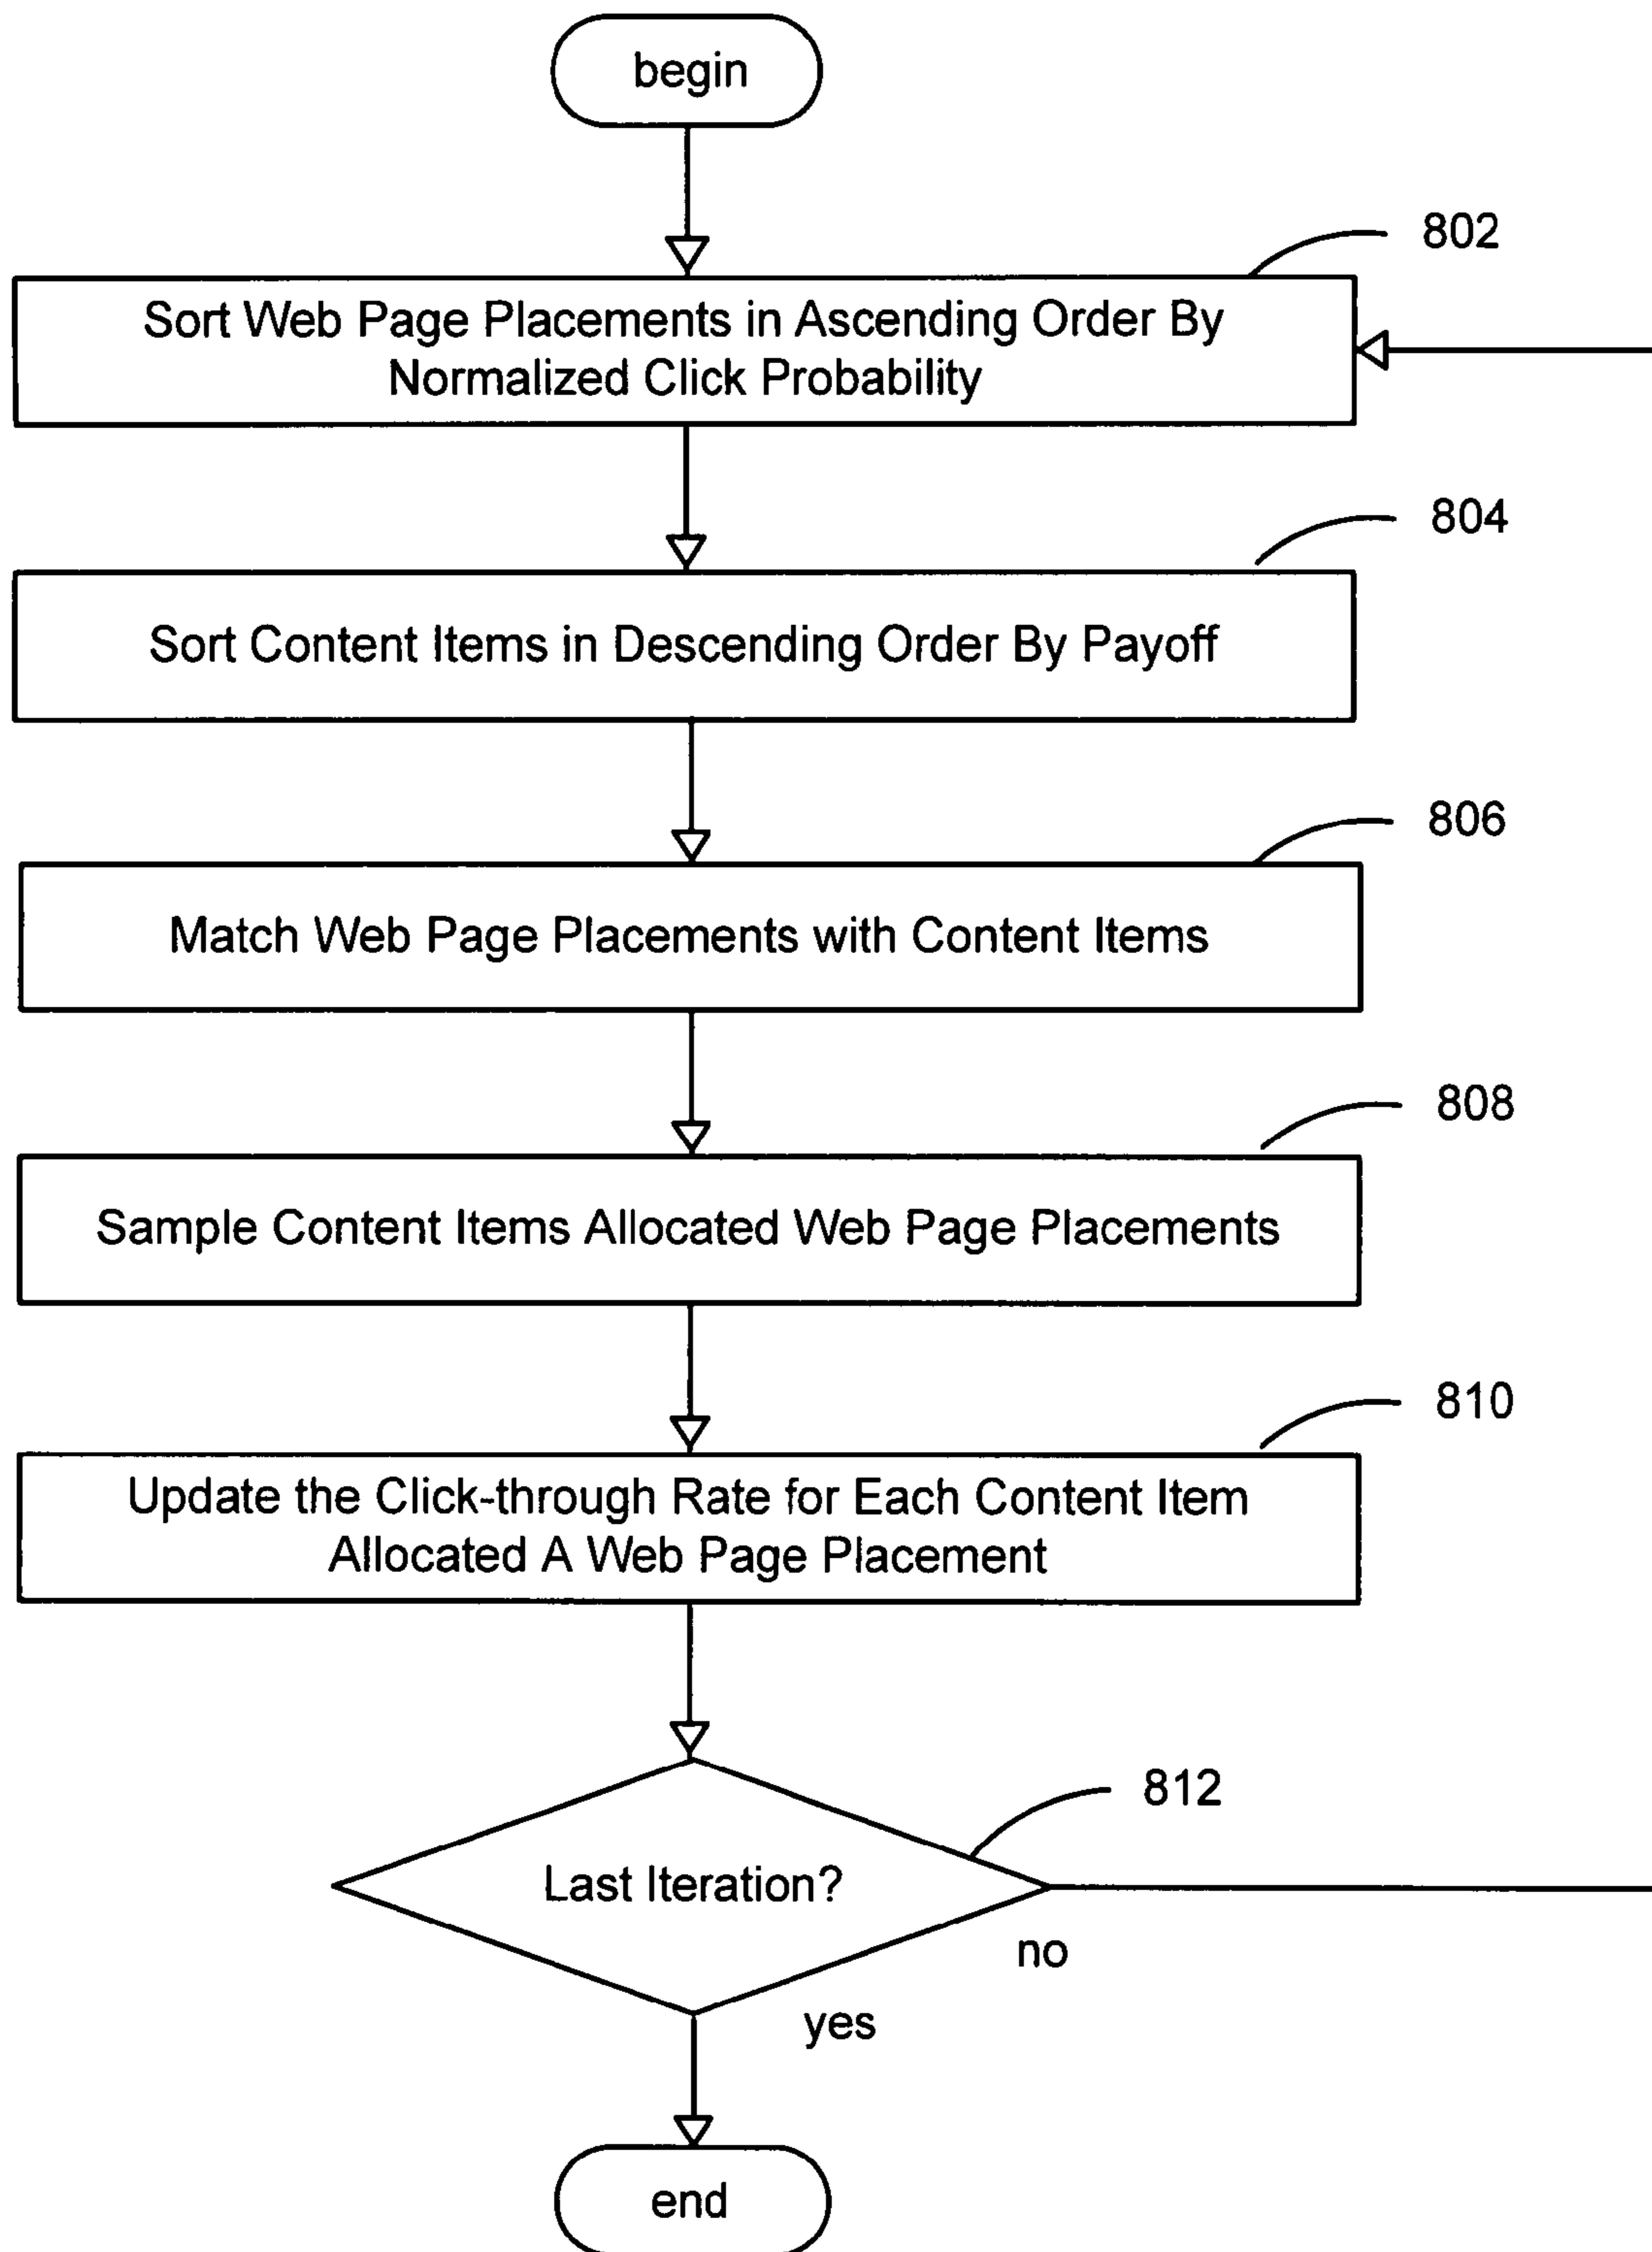 begin
802
Sort Web Page Placements in Ascending Order By
Normalized Click Probability
804
Sort Content Items in Descending Order By Payoff
806
Match Web Page Placements with Content Items
808
Sample Content Items Allocated Web Page Placements
810
Update the Click-through Rate for Each Content Item
Allocated A Web Page Placement
812
Last Iteration?
no
yes
end